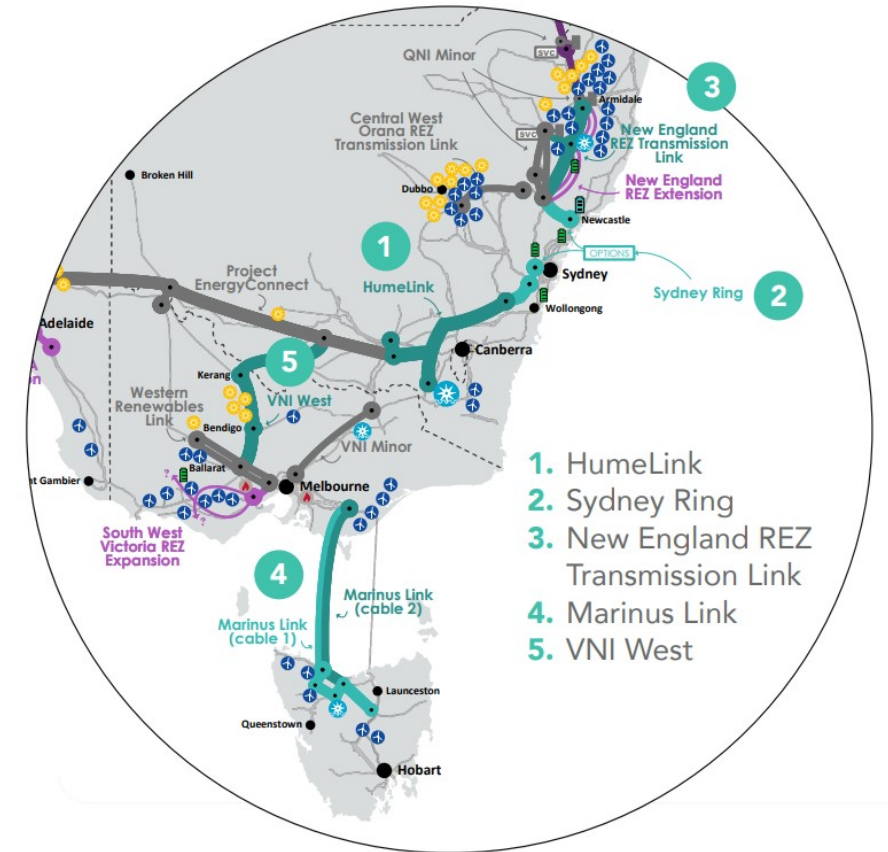 QNI Minor
SVC
3
Armidale
Central West
Orana REZ
Transmission Link
SVC
New England
REZ Transmission
Link
Broken Hill
Dubbo
New England
REZ Extension
Newcastle
1
OPTIONS
Project
EnergyConnect
HumeLink
Sydney
Sydney Ring
2
Wollongong
Adelaide
5
Canberra
Kerang
Western
Renewables
Link
VNI West
Bendigo
VNI Minor
Ballarat
?
Melbourne
t Gambier
?
South West
Victoria REZ
Expansion
4
Marinus Link
(cable 2)
Marinus Link
(cable 1)
Launceston
Queenstown
Hobart
1. HumeLink
2. Sydney Ring
3. New England REZ
Transmission Link
4. Marinus Link
5. VNI West